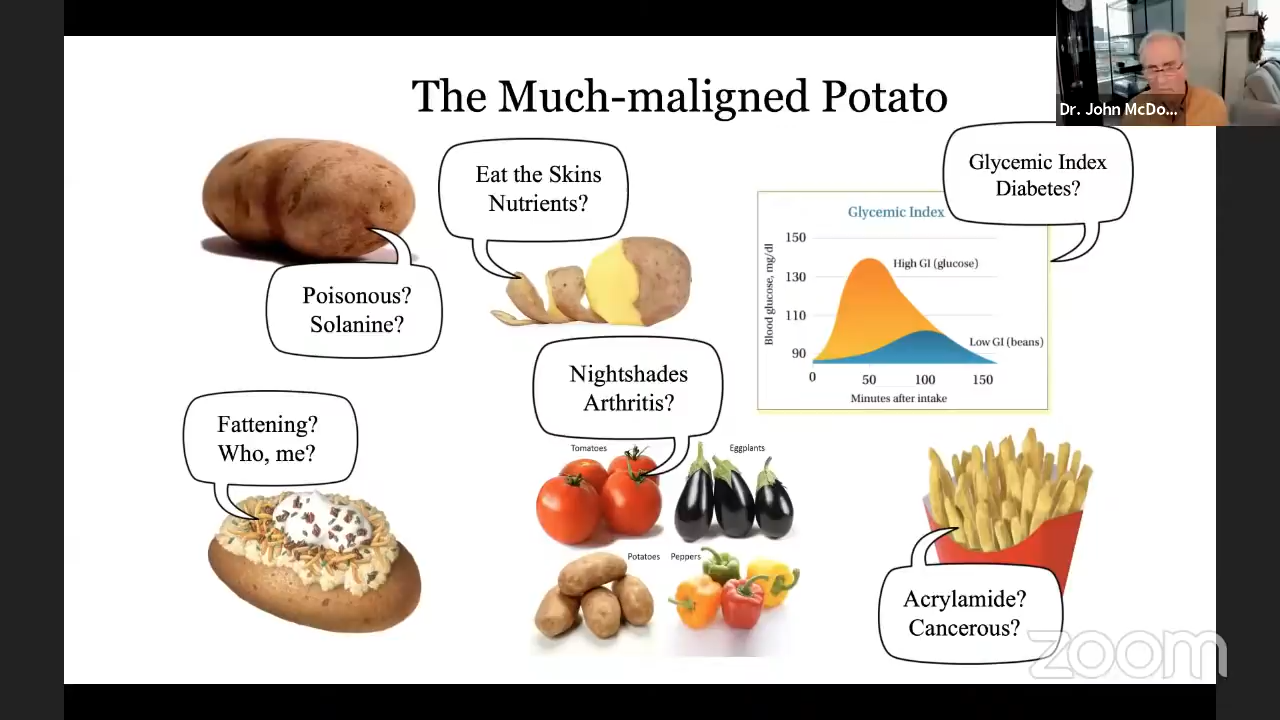 The Much-maligned Potato
Dr. John McDo...
Eat the Skins
Nutrients?
Glycemic Index
Diabetes?
Poisonous?
Solanine?
Glycemic Index
Blood glucose, mg/dl
150
130
110
90
High GI (glucose)
Low GI (beans)
0
50
100
150
Minutes after intake
Nightshades
Arthritis?
Fattening?
Who, me?
Tomatoes
Eggplants
Potatoes
Peppers
Acrylamide?
Cancerous?
zoom